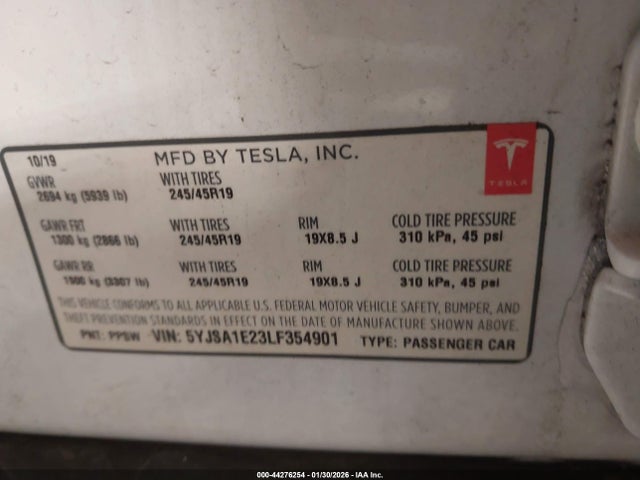 10/19 MFD BY TESLA, INC.
TESLA
GVWR WITH TIRES
2694 kg (5939 lb) 245/45R19
GAWR FRT WITH TIRES RIM COLD TIRE PRESSURE
1300 kg (2866 lb) 245/45R19 19X8.5 J 310 kPa, 45 psi
GAWR RR WITH TIRES RIM COLD TIRE PRESSURE
1500 kg (3307 lb) 245/45R19 19X8.5 J 310 kPa, 45 psi
THIS VEHICLE CONFORMS TO ALL APPLICABLE U.S. FEDERAL MOTOR VEHICLE SAFETY, BUMPER, AND
THEFT PREVENTION STANDARDS IN EFFECT ON THE DATE OF MANUFACTURE SHOWN ABOVE.
PNT: PPSW VIN: 5YJSA1E23LF354901 TYPE: PASSENGER CAR
000-44276254 - 01/30/2026 - IAA Inc.